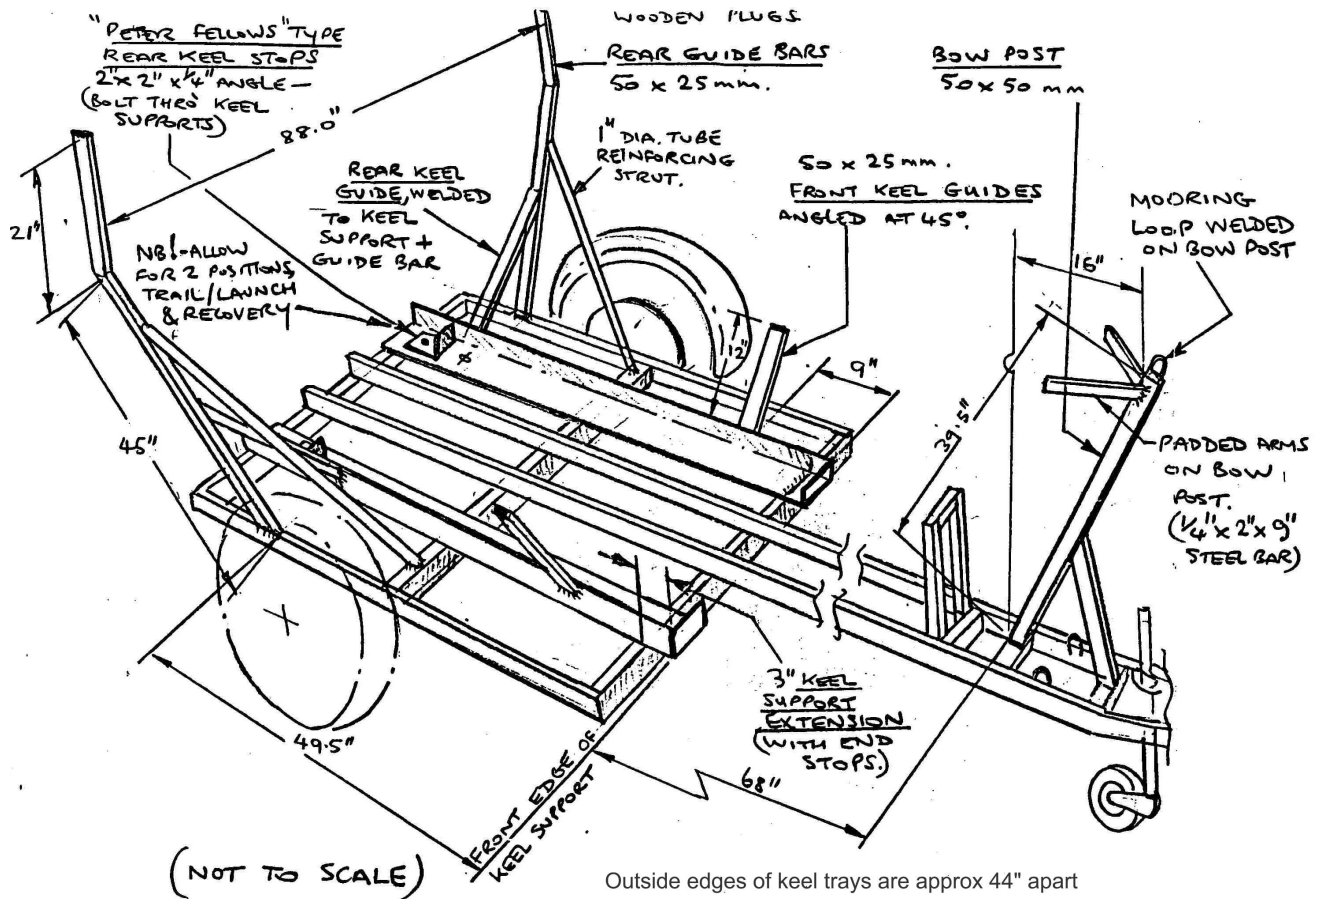 WOODEN PLUGS
"PETER FELLOWS" TYPE
REAR KEEL STOPS
2" x 2" x 1/4" ANGLE —
(BOLT THRO' KEEL
SUPPORTS)
88.0"
REAR GUIDE BARS
50 x 25 mm.
BOW POST
50 x 50 mm
1" DIA. TUBE
REINFORCING
STRUT.
50 x 25 mm.
FRONT KEEL GUIDES
ANGLED AT 45°.
MOORING
LOOP WELDED
ON BOW POST
REAR KEEL
GUIDE, WELDED
TO KEEL
SUPPORT +
GUIDE BAR
21"
NB!-ALLOW
FOR 2 POSITIONS,
TRAIL/LAUNCH
& RECOVERY
16"
12"
9"
39.5"
45"
PADDED ARMS
ON BOW
POST.
(1/4" x 2" x 9"
STEEL BAR)
3" KEEL
SUPPORT
EXTENSION
(WITH END
STOPS.)
49.5"
68"
FRONT EDGE OF
KEEL SUPPORT
(NOT TO SCALE)
Outside edges of keel trays are approx 44" apart